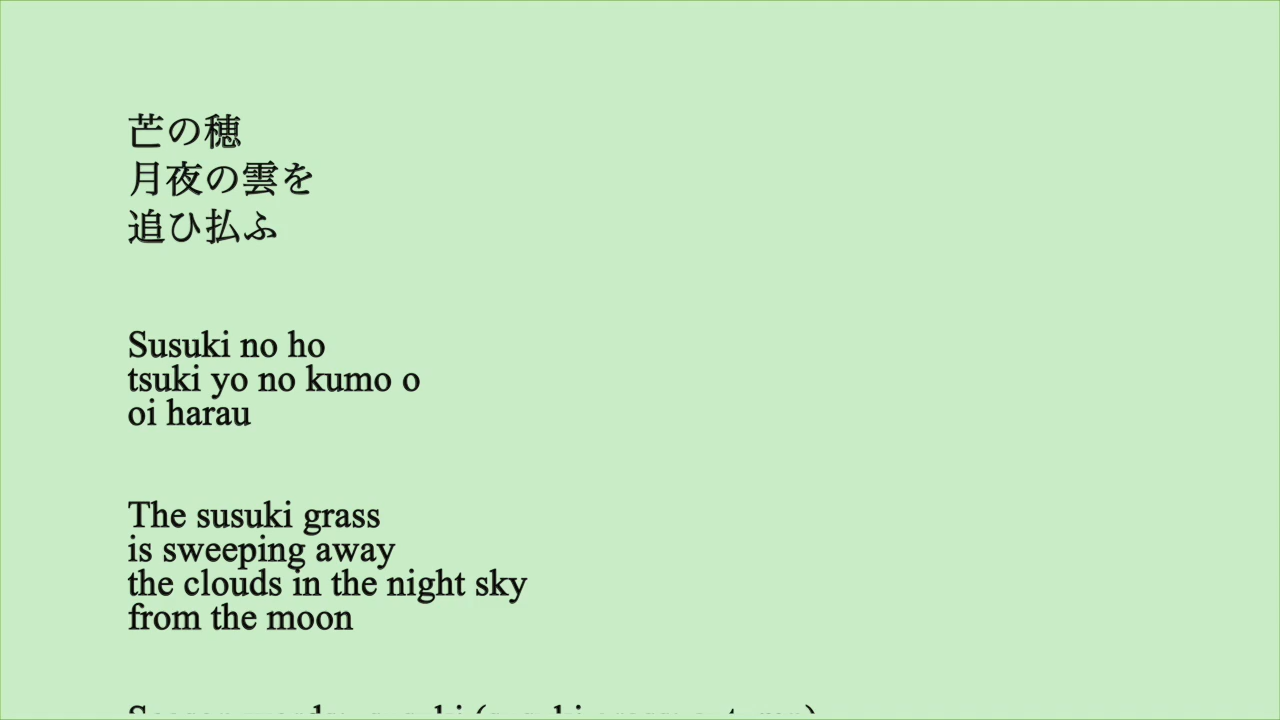 芒の穂
月夜の雲を
追ひ払ふ
Susuki no ho
tsuki yo no kumo o
oi harau
The susuki grass
is sweeping away
the clouds in the night sky
from the moon